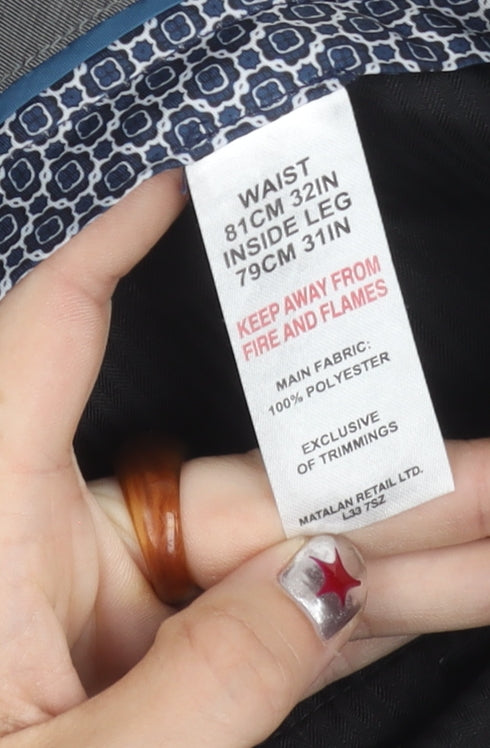 WAIST
81CM 32IN
INSIDE LEG
79CM 31IN
KEEP AWAY FROM
FIRE AND FLAMES
MAIN FABRIC:
100% POLYESTER
EXCLUSIVE
OF TRIMMINGS
MATALAN RETAIL LTD.
L33 7SZ